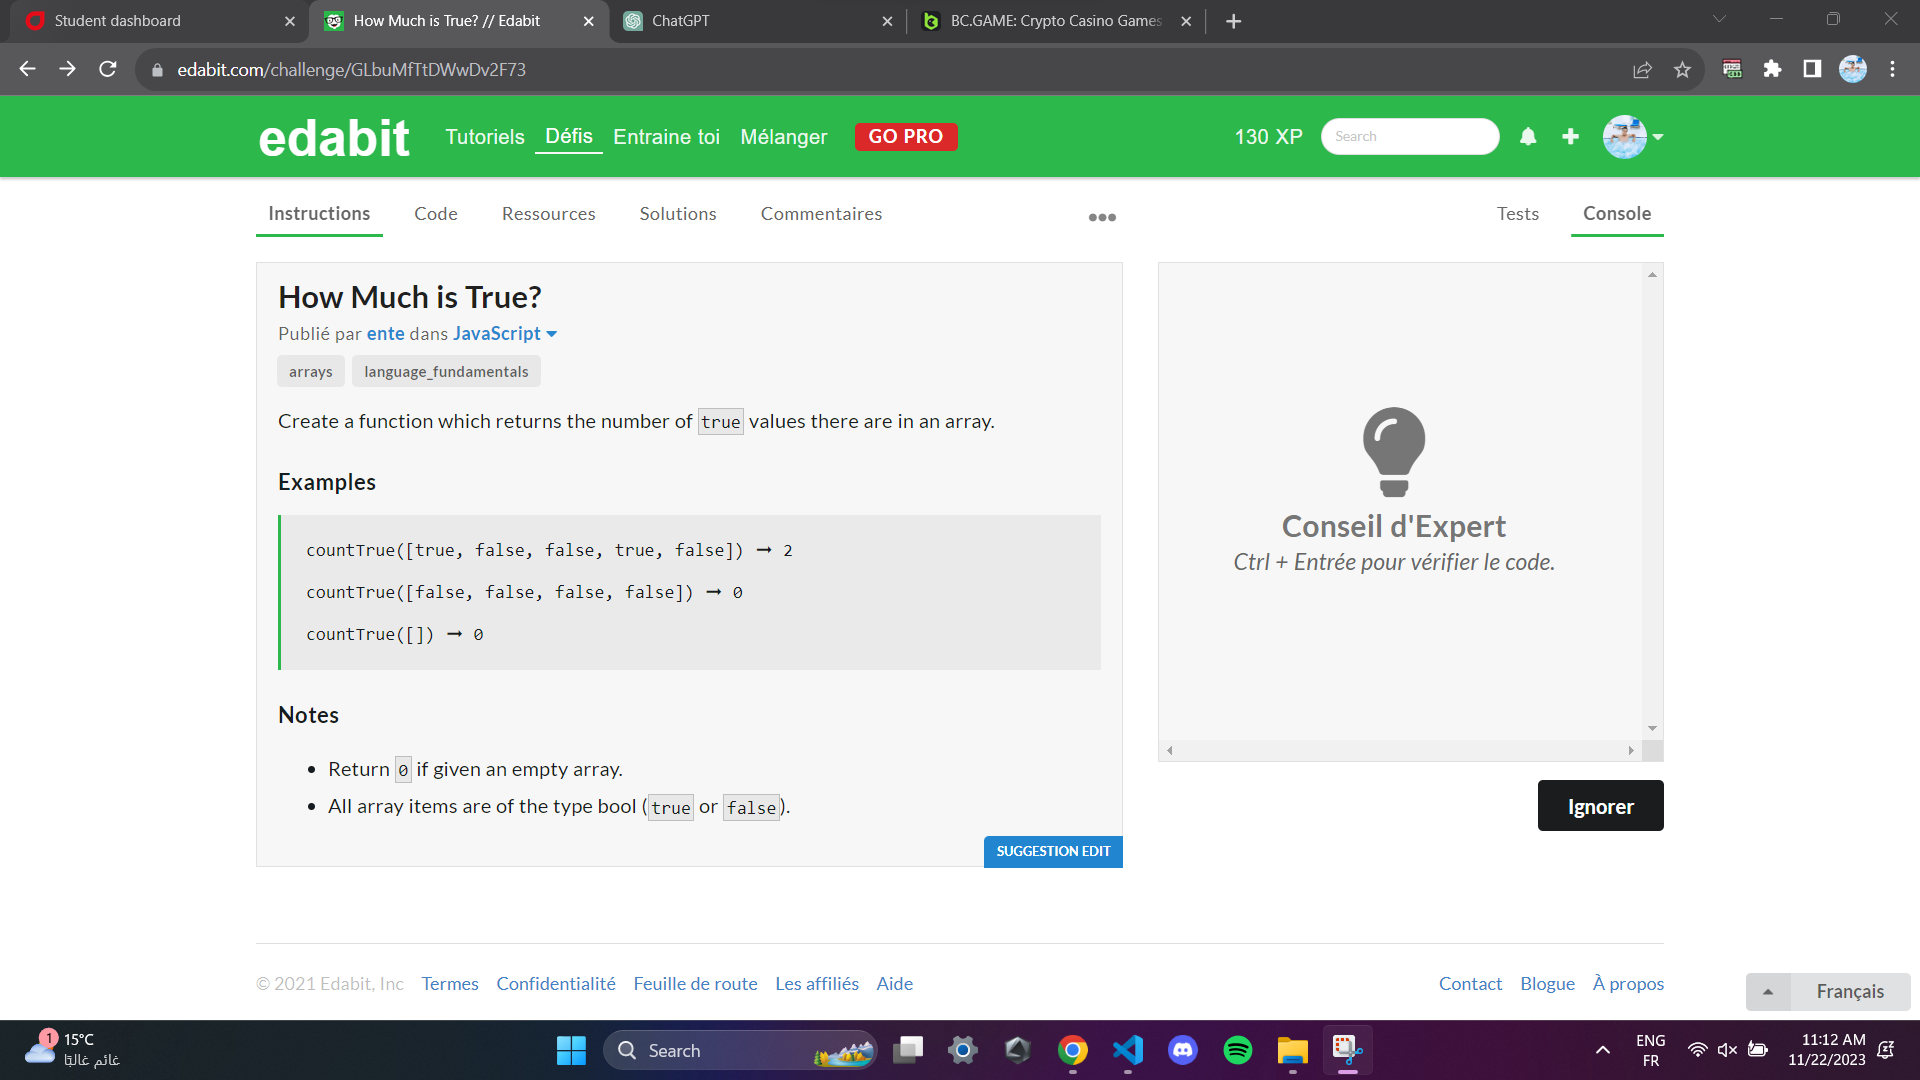 Student dashboard
How Much is True? // Edabit
ChatGPT
BC.GAME: Crypto Casino Games
edabit.com/challenge/GLbuMfTtDWwDv2F73
edabit
Tutoriels
Défis
Entraine toi
Mélanger
GO PRO
130 XP
Search
Instructions
Code
Ressources
Solutions
Commentaires
•••
Tests
Console
How Much is True?
Publié par ente dans JavaScript
arrays
language_fundamentals
Create a function which returns the number of true values there are in an array.
Examples
countTrue([true, false, false, true, false]) ➞ 2
countTrue([false, false, false, false]) ➞ 0
countTrue([]) ➞ 0
Notes
• Return 0 if given an empty array.
• All array items are of the type bool (true or false).
SUGGESTION EDIT
Conseil d'Expert
Ctrl + Entrée pour vérifier le code.
Ignorer
© 2021 Edabit, Inc
Termes
Confidentialité
Feuille de route
Les affiliés
Aide
Contact
Blogue
À propos
Français
1
15°C
غائم غالبًا
Search
ENG
FR
11:12 AM
11/22/2023